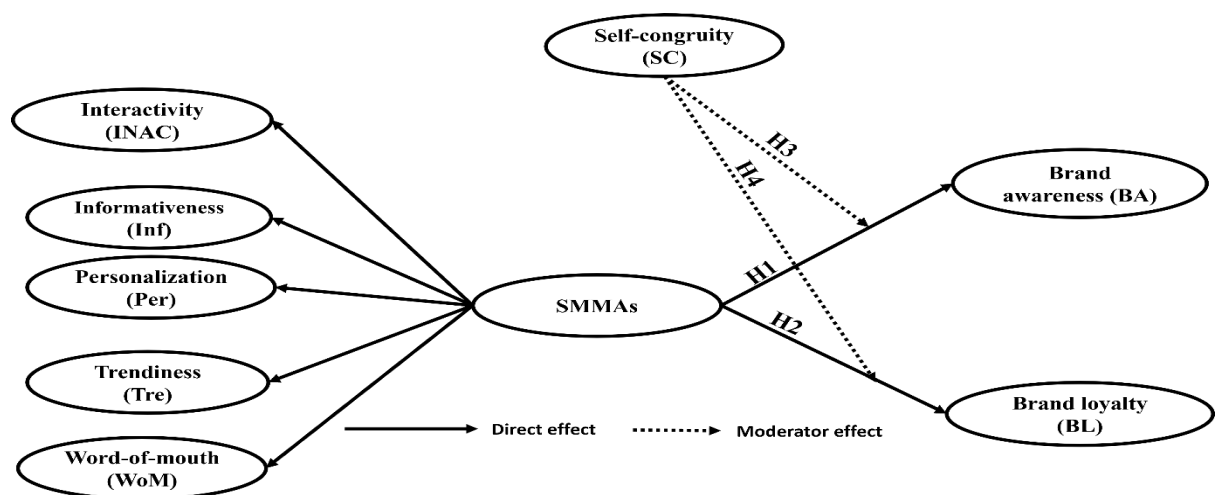 Self-congruity
(SC)
Interactivity
(INAC)
H3
H4
Brand
awareness (BA)
Informativeness
(Inf)
Personalization
(Per)
SMMAs
H1
H2
Trendiness
(Tre)
Brand loyalty
(BL)
Direct effect
Moderator effect
Word-of-mouth
(WoM)